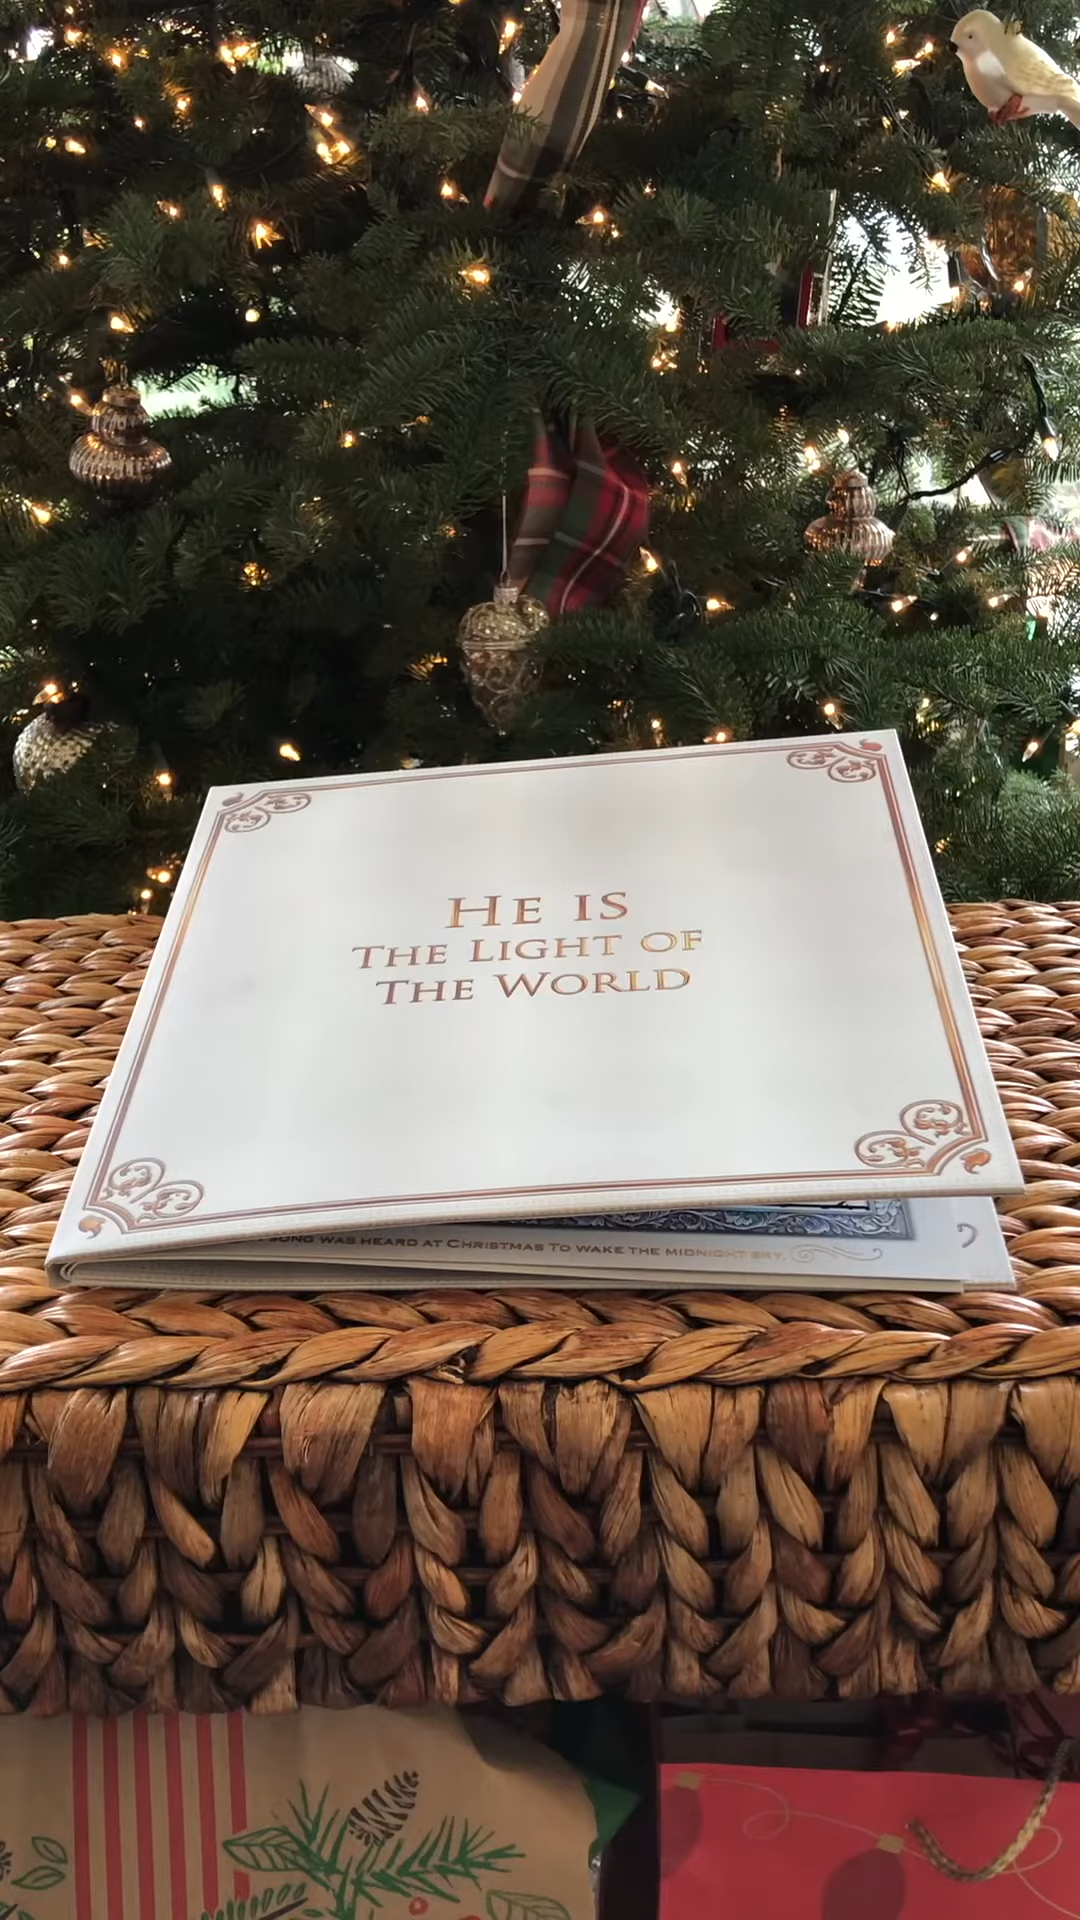 HE IS
THE LIGHT OF
THE WORLD
SONG WAS HEARD AT CHRISTMAS TO WAKE THE MIDNIGHT SKY.